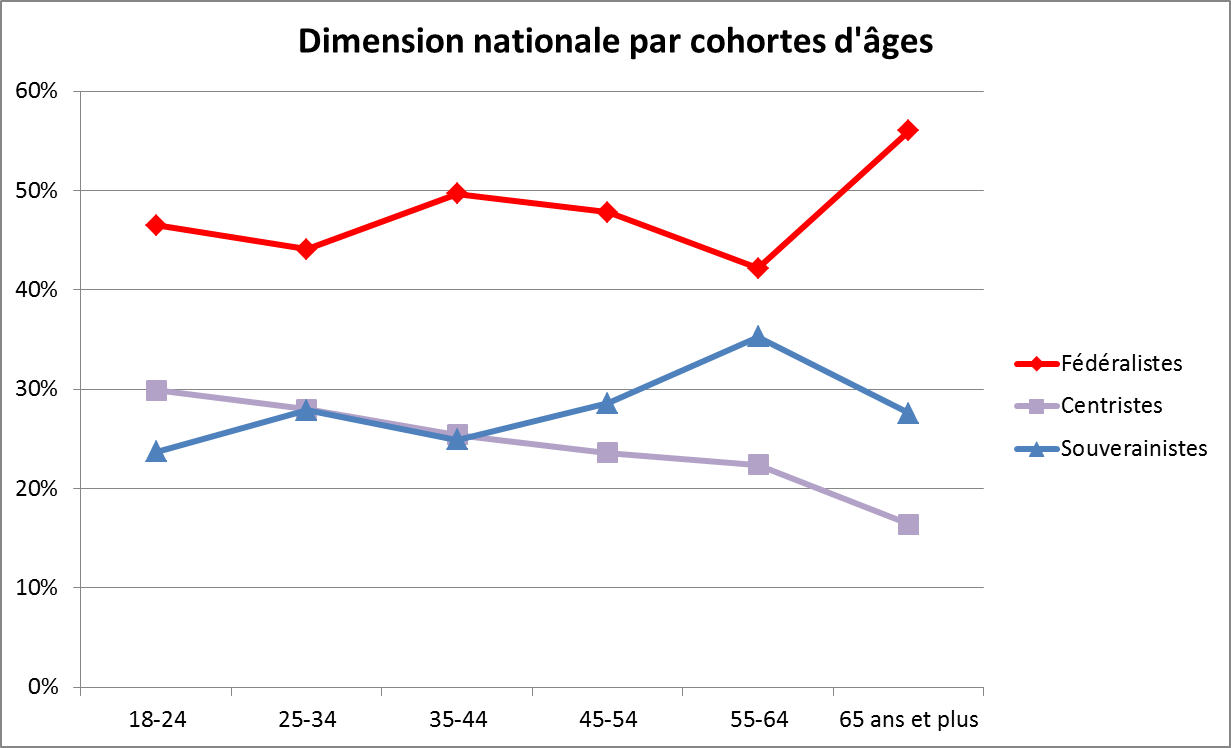 Dimension nationale par cohortes d'âges
60%
50%
40%
30%
20%
10%
0%
18-24
25-34
35-44
45-54
55-64
65 ans et plus
Fédéralistes
Centristes
Souverainistes